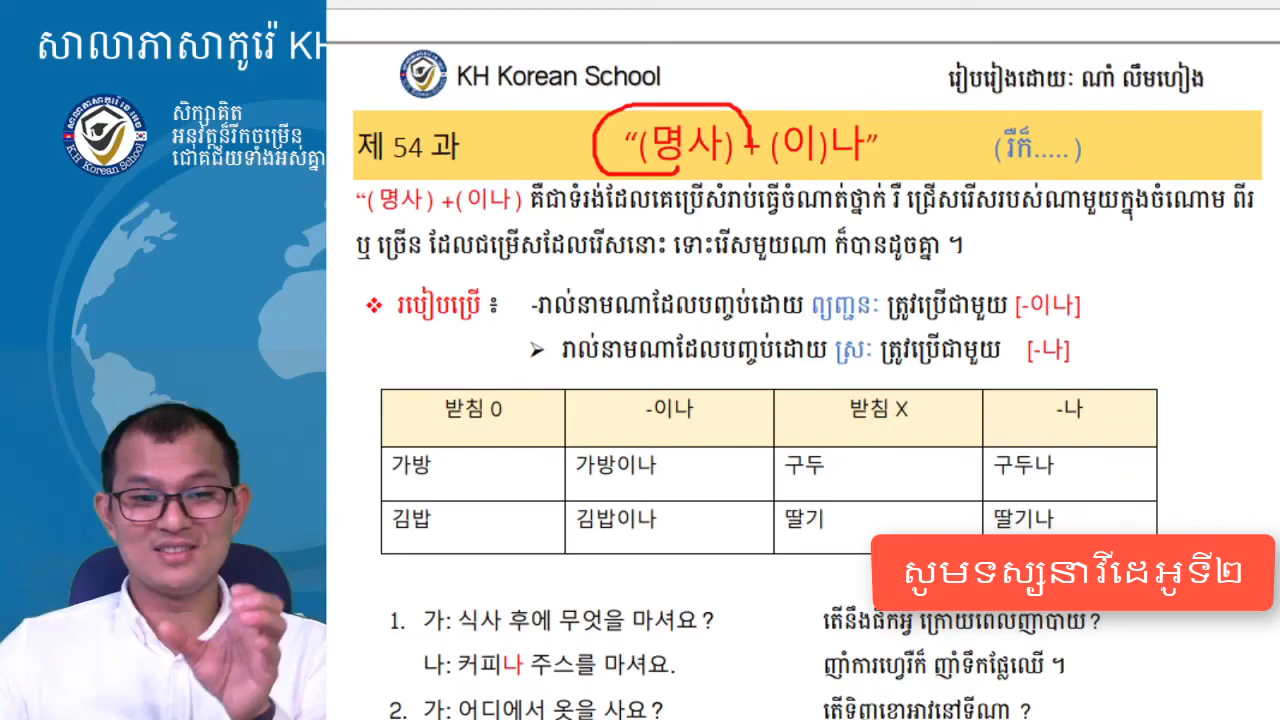 សាលាភាសាកូរ៉េ KH
សិក្សាគិត
អនុវត្តន៍រីកចម្រើន
ជោគជ័យទាំងអស់គ្នា
KH Korean School
រៀបរៀងដោយៈ ណាំ លឹមហៀង
제 54 과 “(명사) + (이)나” (រឺក៏.....)
“(명사) +(이나) គឺជាទំរង់ដែលគេប្រើសំរាប់ធ្វើចំណាត់ថ្នាក់ រឺ ជ្រើសរើសរបស់ណាមួយក្នុងចំណោម ពីរ
ឬ ច្រើន ដែលជម្រើសដែលរើសនោះ ទោះរើសមួយណា ក៏បានដូចគ្នា ។
❖ របៀបប្រើ ៖ -រាល់នាមណាដែលបញ្ចប់ដោយ ព្យញ្ជនៈ ត្រូវប្រើជាមួយ [-이나]
➢ រាល់នាមណាដែលបញ្ចប់ដោយ ស្រៈ ត្រូវប្រើជាមួយ [-나]
받침 0 -이나 받침 X -나
가방 가방이나 구두 구두나
김밥 김밥이나 딸기 딸기나
សូមទស្សនាវីដេអូទី២
1. 가: 식사 후에 무엇을 마셔요? តើនឹងផឹកអ្វី ក្រោយពេលញាំបាយ?
나: 커피나 주스를 마셔요. ញ៉ាំការហ្វេរឺក៏ ញ៉ាំទឹកផ្លែឈើ ។
2. 가: 어디에서 옷을 사요? តើទិញខោអាវនៅទីណា ?